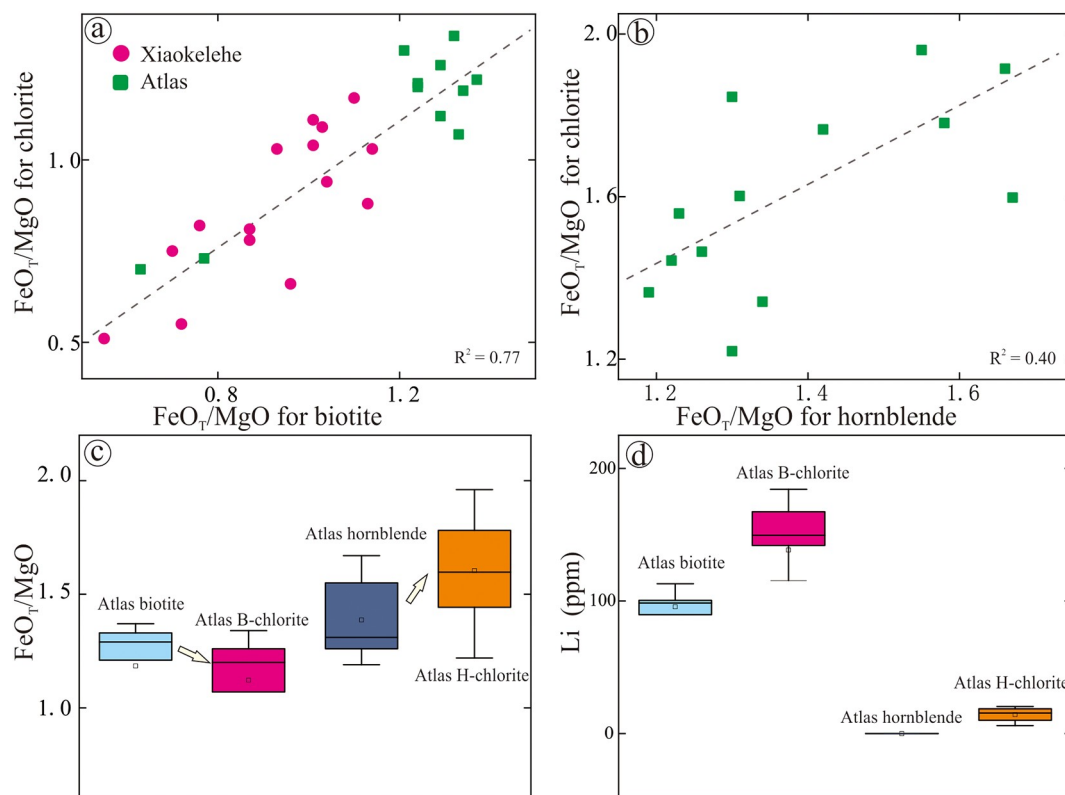 a
Xiaokelehe
Atlas
FeOT/MgO for chlorite
1.0
0.5
R2 = 0.77
0.8
1.2
FeOT/MgO for biotite
b
FeOT/MgO for chlorite
2.0
1.6
1.2
R2 = 0.40
1.2
1.4
1.6
FeOT/MgO for hornblende
c
FeOT/MgO
2.0
1.5
1.0
Atlas biotite
Atlas B-chlorite
Atlas hornblende
Atlas H-chlorite
d
Li (ppm)
200
100
0
Atlas biotite
Atlas B-chlorite
Atlas hornblende
Atlas H-chlorite